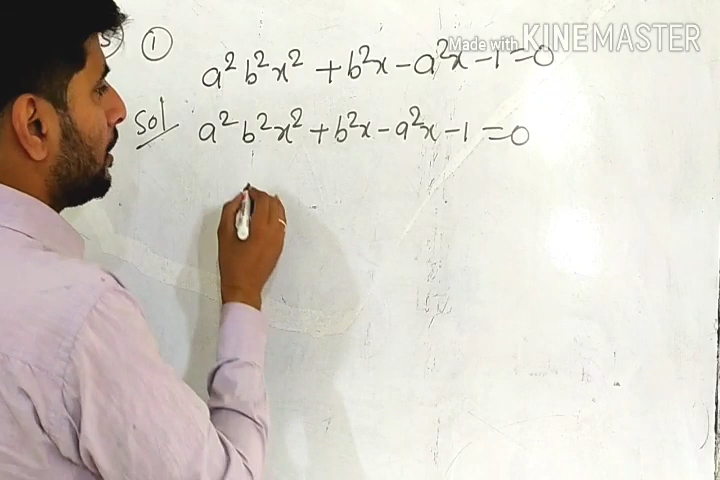 Made with KINEMASTER
①
a²b²x² + b²x - a²x - 1 = 0
Sol
a²b²x² + b²x - a²x - 1 = 0